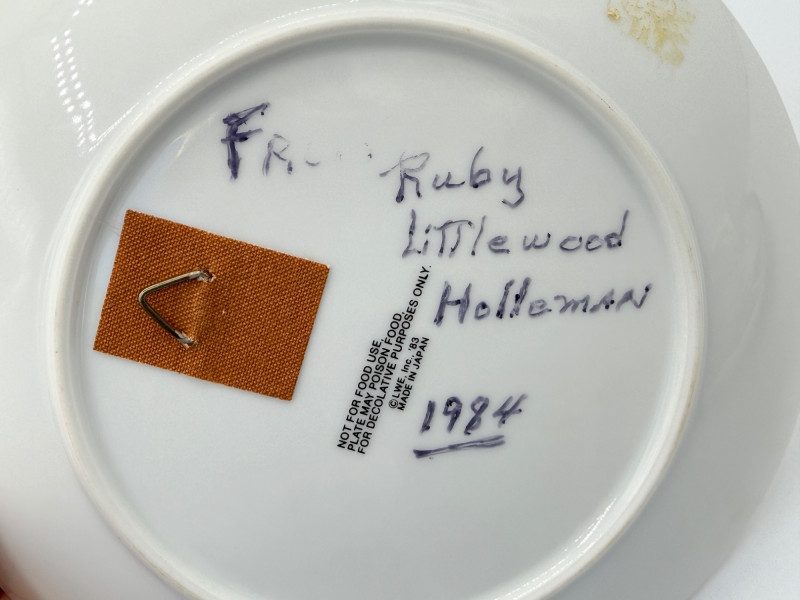 Ruby
LiTTlewood
HollemAN
1984
NOT FOR FOOD USE.
PLATE MAY POISON FOOD.
FOR DECOLATIVE PURPOSES ONLY.
©LWE, Inc., '83
MADE IN JAPAN